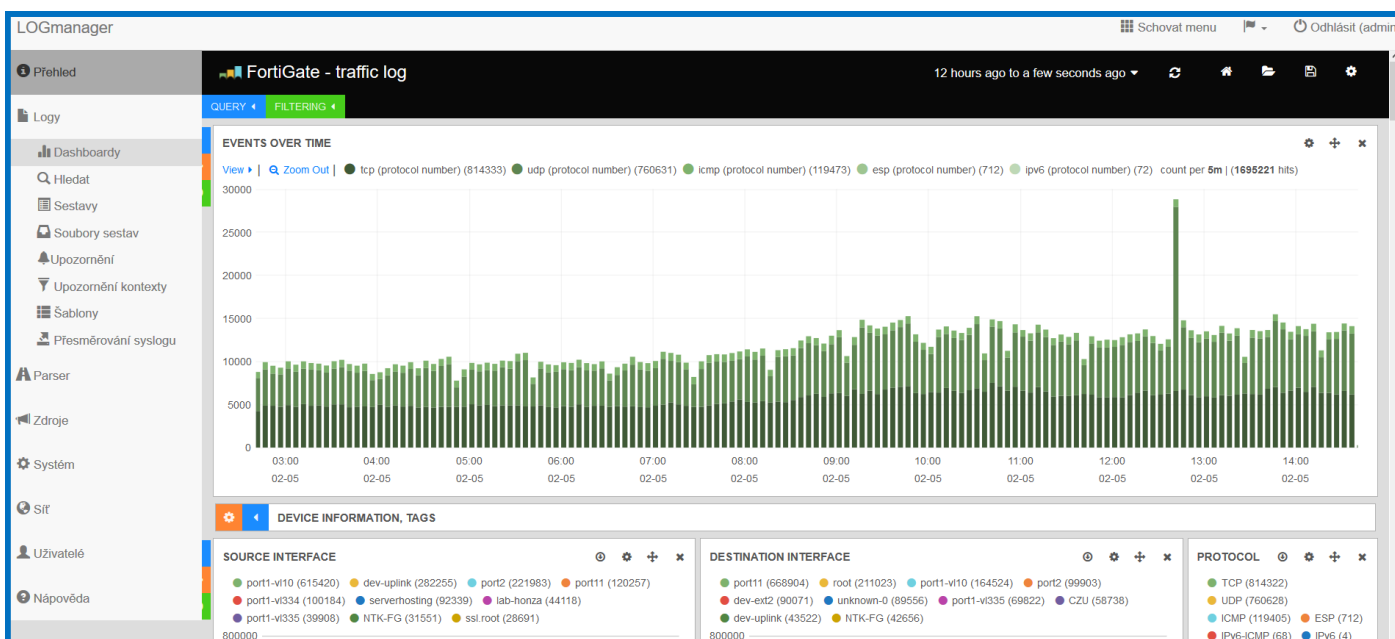 LOGmanager
Schovat menu
Odhlásit (admin
Přehled
Logy
Dashboardy
Hledat
Sestavy
Soubory sestav
Upozornění
Upozornění kontexty
Šablony
Přesměrování syslogu
Parser
Zdroje
Systém
Síť
Uživatelé
Nápověda
FortiGate - traffic log
12 hours ago to a few seconds ago
QUERY FILTERING
EVENTS OVER TIME
View | Zoom Out | tcp (protocol number) (814333) udp (protocol number) (760631) icmp (protocol number) (119473) esp (protocol number) (712) ipv6 (protocol number) (72) count per 5m | (1695221 hits)
30000
25000
20000
15000
10000
5000
0
03:00 04:00 05:00 06:00 07:00 08:00 09:00 10:00 11:00 12:00 13:00 14:00
02-05 02-05 02-05 02-05 02-05 02-05 02-05 02-05 02-05 02-05 02-05 02-05
DEVICE INFORMATION, TAGS
SOURCE INTERFACE
port1-vl10 (615420) dev-uplink (282255) port2 (221983) port11 (120257)
port1-vl334 (100184) serverhosting (92339) lab-honza (44118)
port1-vl335 (39908) NTK-FG (31551) ssl.root (28691)
800000
DESTINATION INTERFACE
port11 (668904) root (211023) port1-vl10 (164524) port2 (99903)
dev-ext2 (90071) unknown-0 (89556) port1-vl335 (69822) CZU (58738)
dev-uplink (43522) NTK-FG (42656)
800000
PROTOCOL
TCP (814322)
UDP (760628)
ICMP (119405) ESP (712)
IPv6-ICMP (68) IPv6 (4)